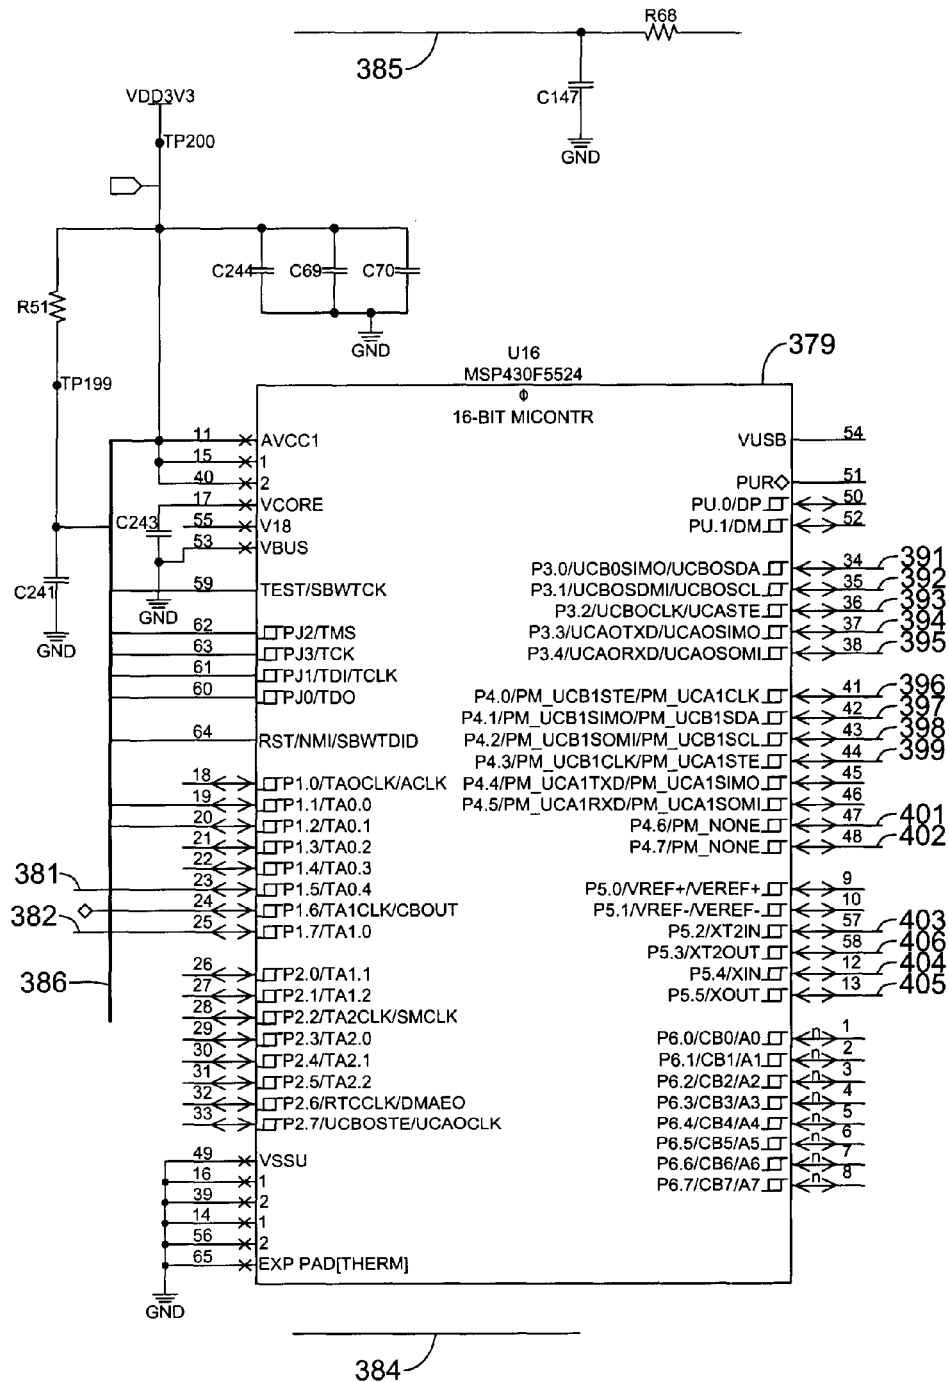 R68
385
C147
GND
VDD3V3
TP200
C244 C69 C70
R51
GND
TP199
U16
MSP430F5524
Φ
16-BIT MICONTR
379
11 AVCC1
15 1
40 2
17 VCORE
C243
55 V18
53 VBUS
C241
59 TEST/SBWTCK
GND
GND
62 PJ2/TMS
63 PJ3/TCK
61 PJ1/TDI/TCLK
60 PJ0/TDO
64 RST/NMI/SBWTDID
18 P1.0/TAOCLK/ACLK
19 P1.1/TA0.0
20 P1.2/TA0.1
21 P1.3/TA0.2
22 P1.4/TA0.3
381 23 P1.5/TA0.4
24 P1.6/TA1CLK/CBOUT
382 25 P1.7/TA1.0
386
26 P2.0/TA1.1
27 P2.1/TA1.2
28 P2.2/TA2CLK/SMCLK
29 P2.3/TA2.0
30 P2.4/TA2.1
31 P2.5/TA2.2
32 P2.6/RTCCLK/DMAEO
33 P2.7/UCBOSTE/UCAOCLK
49 VSSU
16 1
39 2
14 1
56 2
65 EXP PAD[THERM]
GND
VUSB 54
PUR 51
PU.0/DP 50
PU.1/DM 52
P3.0/UCB0SIMO/UCBOSDA 34 391
P3.1/UCBOSDMI/UCBOSCL 35 392
P3.2/UCBOCLK/UCASTE 36 393
P3.3/UCAOTXD/UCAOSIMO 37 394
P3.4/UCAORXD/UCAOSOMI 38 395
P4.0/PM_UCB1STE/PM_UCA1CLK 41 396
P4.1/PM_UCB1SIMO/PM_UCB1SDA 42 397
P4.2/PM_UCB1SOMI/PM_UCB1SCL 43 398
P4.3/PM_UCB1CLK/PM_UCA1STE 44 399
P4.4/PM_UCA1TXD/PM_UCA1SIMO 45
P4.5/PM_UCA1RXD/PM_UCA1SOMI 46
P4.6/PM_NONE 47 401
P4.7/PM_NONE 48 402
P5.0/VREF+/VEREF+ 9
P5.1/VREF-/VEREF- 10
P5.2/XT2IN 57 403
P5.3/XT2OUT 58 406
P5.4/XIN 12 404
P5.5/XOUT 13 405
P6.0/CB0/A0 n 1
P6.1/CB1/A1 n 2
P6.2/CB2/A2 n 3
P6.3/CB3/A3 n 4
P6.4/CB4/A4 n 5
P6.5/CB5/A5 n 6
P6.6/CB6/A6 n 7
P6.7/CB7/A7 n 8
384